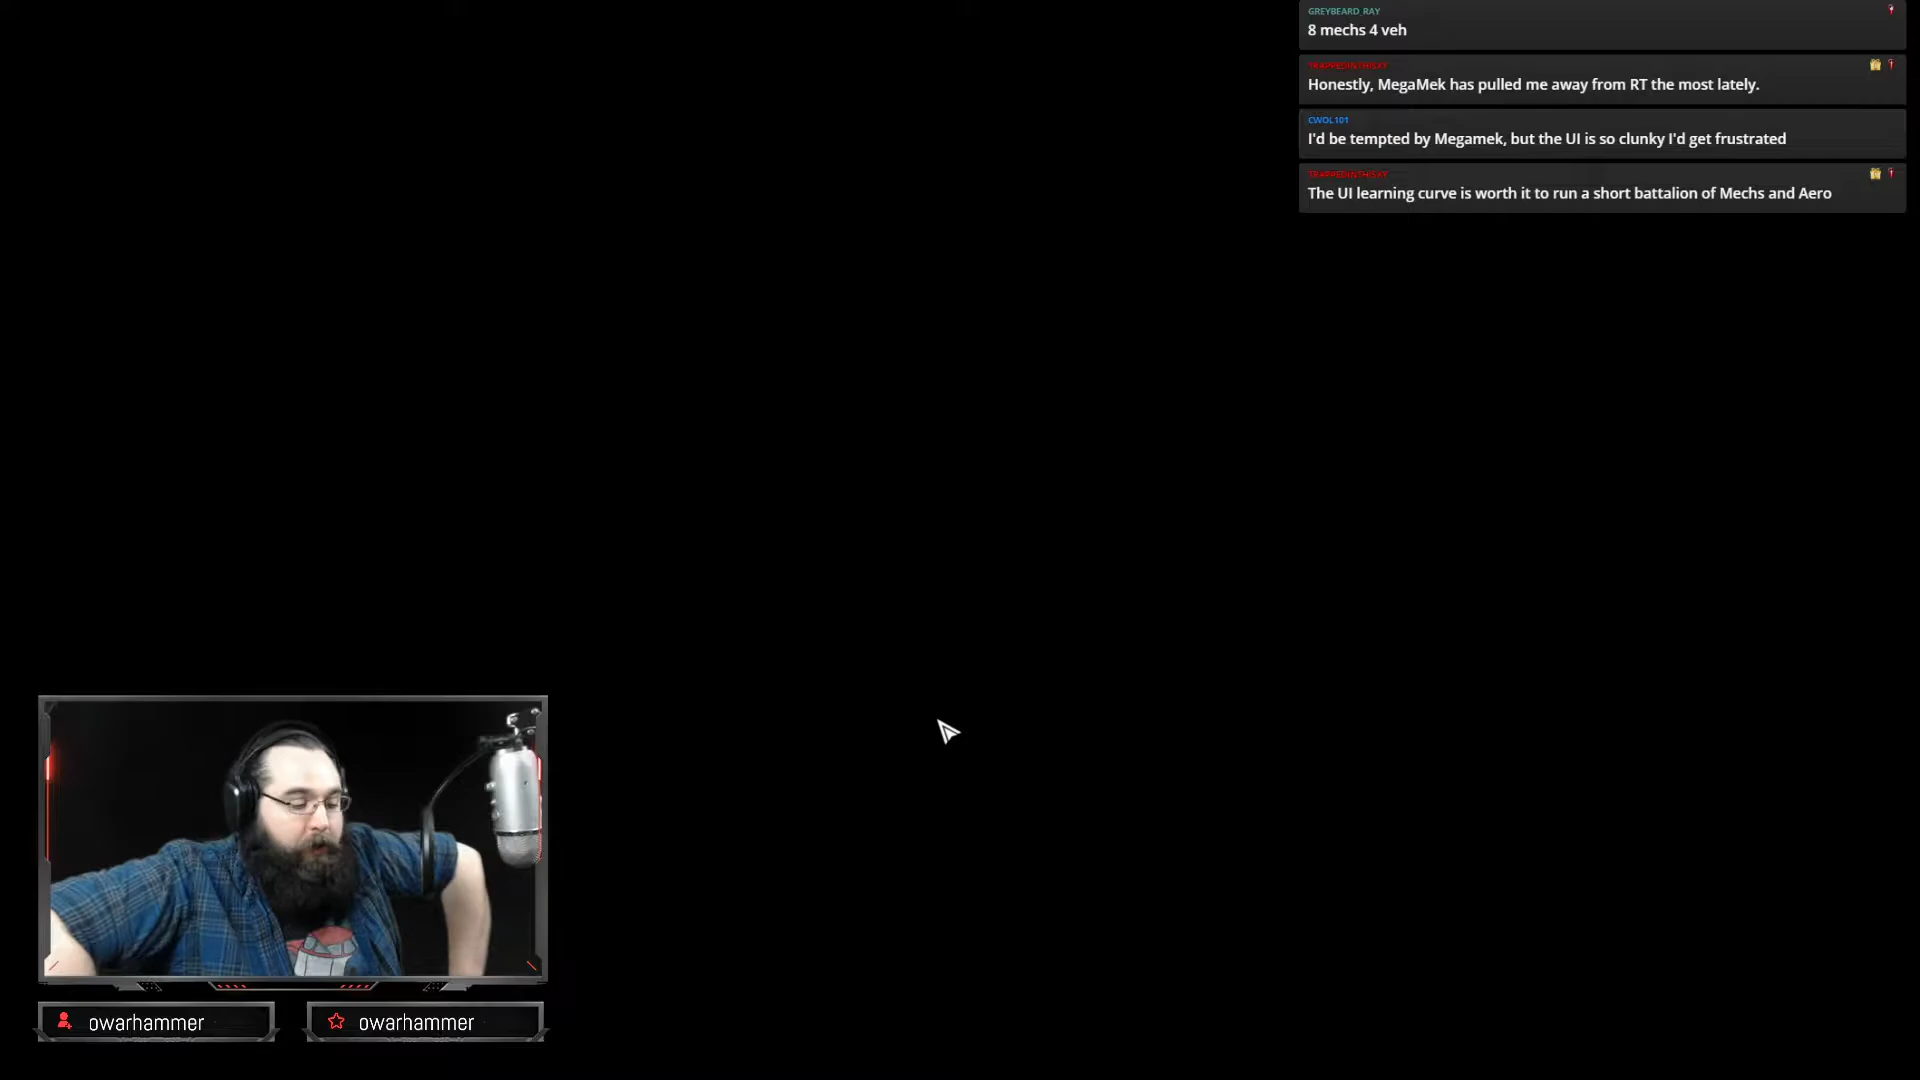 GREYBEARD_RAY
8 mechs 4 veh
TRAPPEDINTHISXT
Honestly, MegaMek has pulled me away from RT the most lately.
CWOL101
I'd be tempted by Megamek, but the UI is so clunky I'd get frustrated
TRAPPEDINTHISXT
The UI learning curve is worth it to run a short battalion of Mechs and Aero
owarhammer
owarhammer